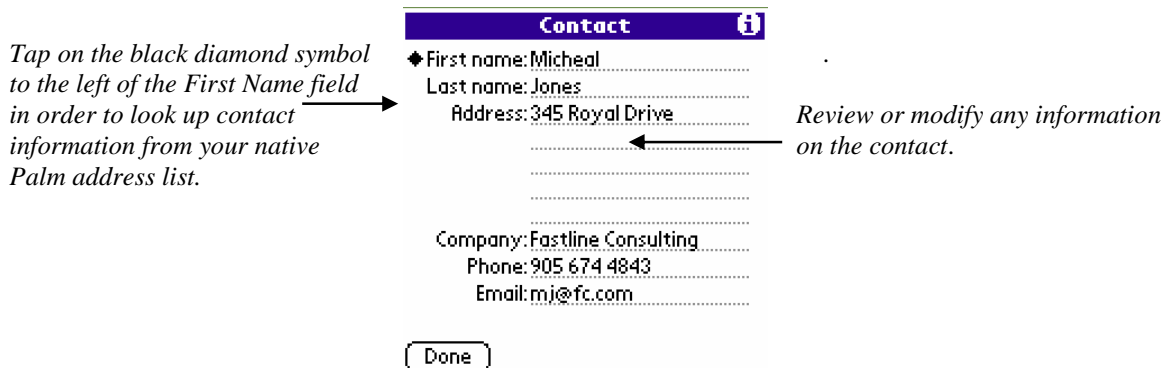 Contact
Tap on the black diamond symbol
to the left of the First Name field
in order to look up contact
information from your native
Palm address list.
First name: Micheal
Last name: Jones
Address: 345 Royal Drive
Company: Fastline Consulting
Phone: 905 674 4843
Email: mj@fc.com
Done
.
Review or modify any information
on the contact.